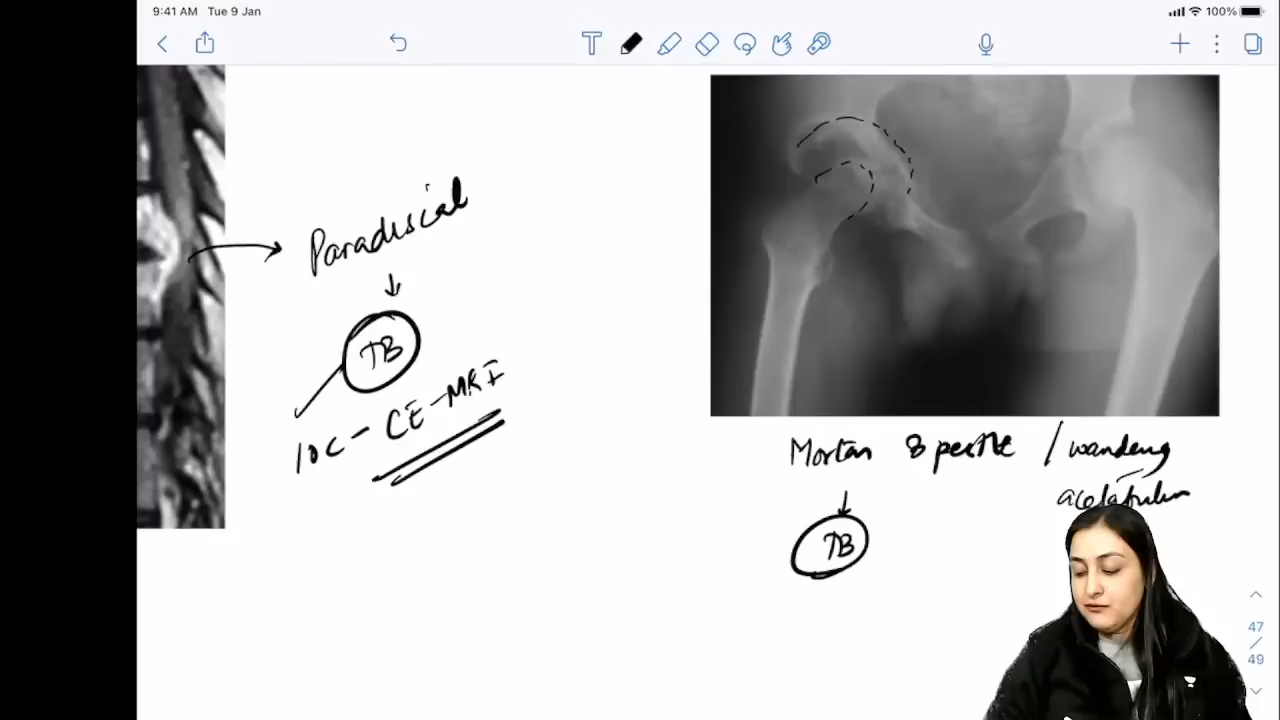 9:41 AM Tue 9 Jan
100%
Paradiscal
↓
TB
IOC - CE-MRI
Mortar & pestle / wandering
acetabulum
↓
TB
47
/
49